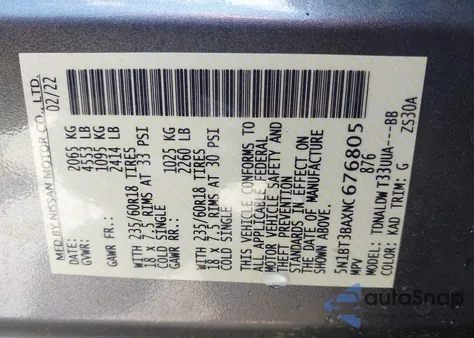 MFD BY NISSAN MOTOR CO., LTD.
02/22
GVWR: 2065 KG
4553 LB
GAWR FR: 1095 KG
2414 LB
WITH 235/60R18 TIRES
18 X 7.5 RIMS AT 33 PSI
COLD SINGLE
GAWR RR: 1025 KG
2260 LB
WITH 235/60R18 TIRES
18 X 7.5 RIMS AT 30 PSI
COLD SINGLE
THIS VEHICLE CONFORMS TO
ALL APPLICABLE FEDERAL
MOTOR VEHICLE SAFETY AND
THEFT PREVENTION
STANDARDS IN EFFECT ON
THE DATE OF MANUFACTURE
SHOWN ABOVE.
5N1BT3BAXNC676805
MPV 876
MODEL: TDWALDW T33UUA---BB
COLOR: KAD TRIM: G ZS30A
autoSnap